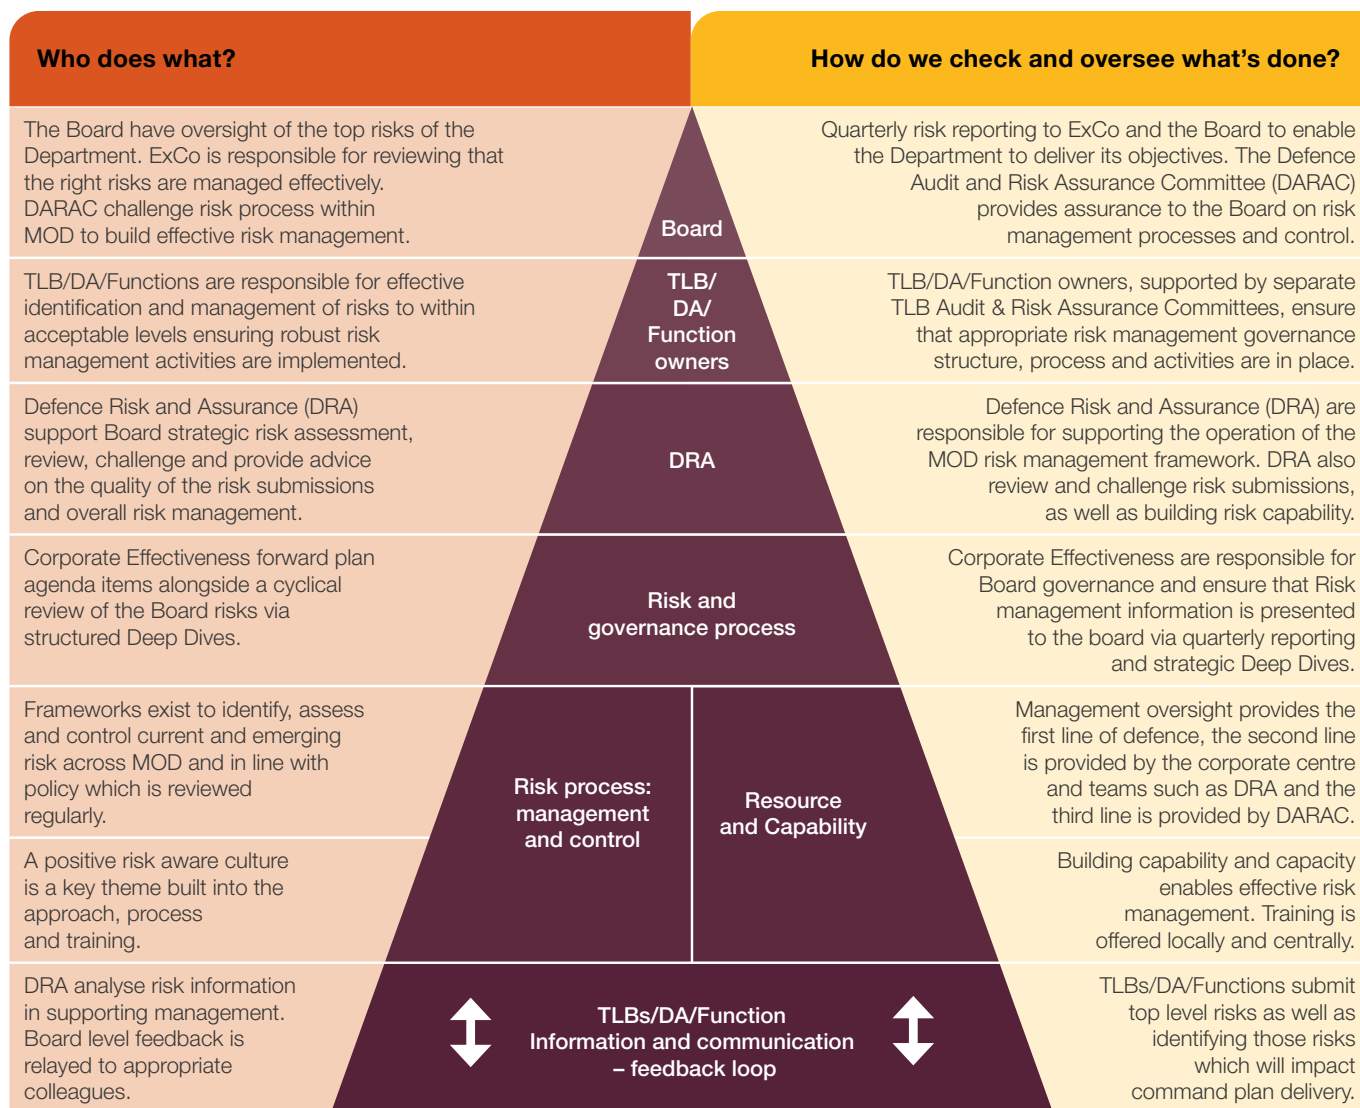 Who does what?
How do we check and oversee what's done?
The Board have oversight of the top risks of the
Department. ExCo is responsible for reviewing that
the right risks are managed effectively.
DARAC challenge risk process within
MOD to build effective risk management.
Board
Quarterly risk reporting to ExCo and the Board to enable
the Department to deliver its objectives. The Defence
Audit and Risk Assurance Committee (DARAC)
provides assurance to the Board on risk
management processes and control.
TLB/DA/Functions are responsible for effective
identification and management of risks to within
acceptable levels ensuring robust risk
management activities are implemented.
TLB/
DA/
Function
owners
TLB/DA/Function owners, supported by separate
TLB Audit & Risk Assurance Committees, ensure
that appropriate risk management governance
structure, process and activities are in place.
Defence Risk and Assurance (DRA)
support Board strategic risk assessment,
review, challenge and provide advice
on the quality of the risk submissions
and overall risk management.
DRA
Defence Risk and Assurance (DRA) are
responsible for supporting the operation of the
MOD risk management framework. DRA also
review and challenge risk submissions,
as well as building risk capability.
Corporate Effectiveness forward plan
agenda items alongside a cyclical
review of the Board risks via
structured Deep Dives.
Risk and
governance process
Corporate Effectiveness are responsible for
Board governance and ensure that Risk
management information is presented
to the board via quarterly reporting
and strategic Deep Dives.
Frameworks exist to identify, assess
and control current and emerging
risk across MOD and in line with
policy which is reviewed
regularly.
Risk process:
management
and control
Resource
and Capability
Management oversight provides the
first line of defence, the second line
is provided by the corporate centre
and teams such as DRA and the
third line is provided by DARAC.
A positive risk aware culture
is a key theme built into the
approach, process
and training.
Building capability and capacity
enables effective risk
management. Training is
offered locally and centrally.
DRA analyse risk information
in supporting management.
Board level feedback is
relayed to appropriate
colleagues.
TLBs/DA/Function
Information and communication
– feedback loop
TLBs/DA/Functions submit
top level risks as well as
identifying those risks
which will impact
command plan delivery.